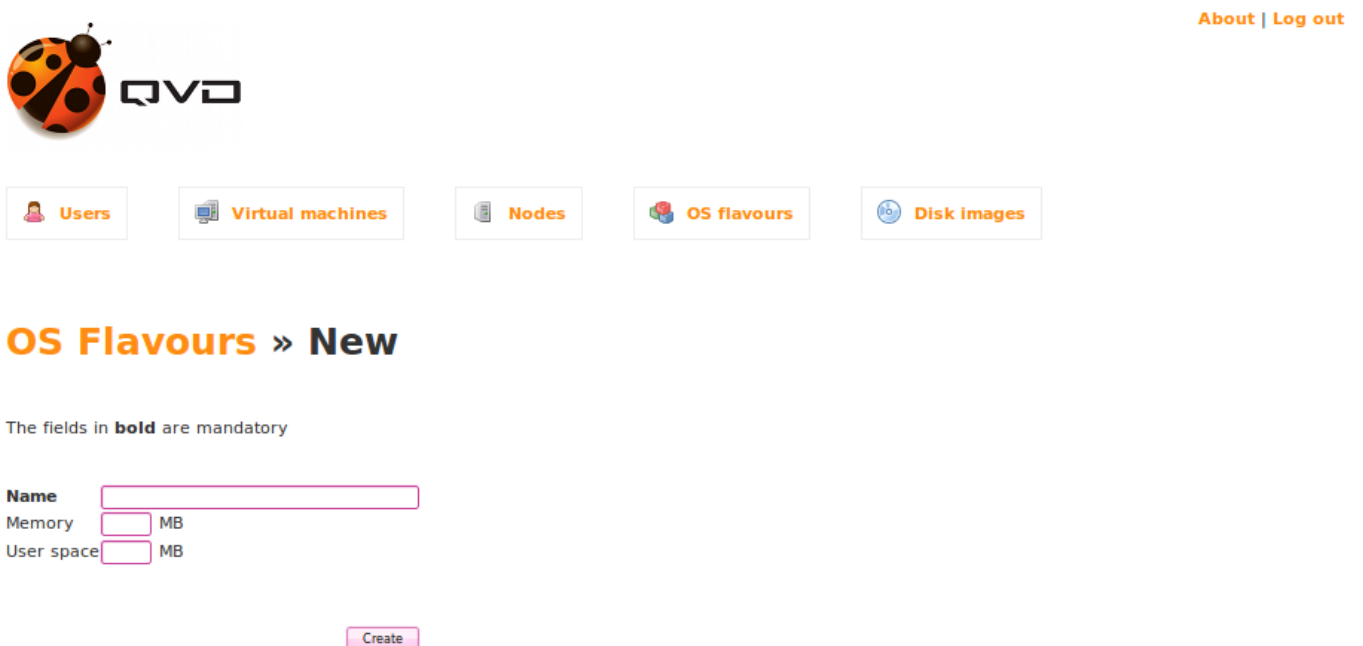 About | Log out
QVD
Users Virtual machines Nodes OS flavours Disk images
OS Flavours » New
The fields in bold are mandatory
Name
Memory MB
User space MB
Create